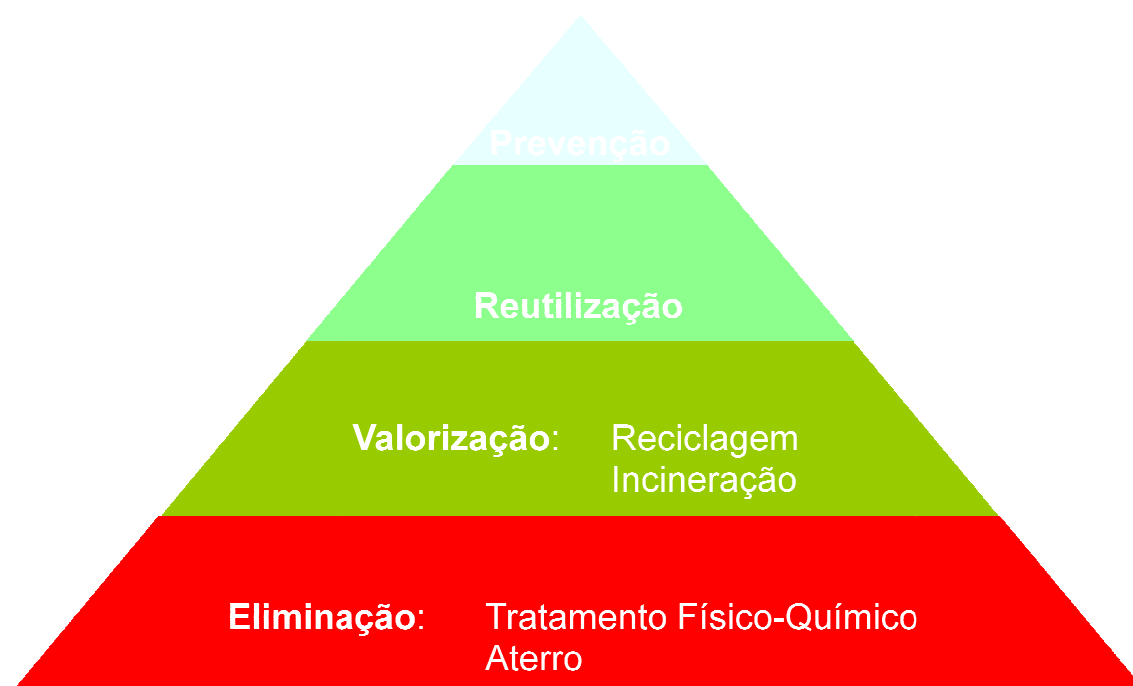 Prevenção
Reutilização
Valorização: Reciclagem
Incineração
Eliminação: Tratamento Físico-Químico
Aterro